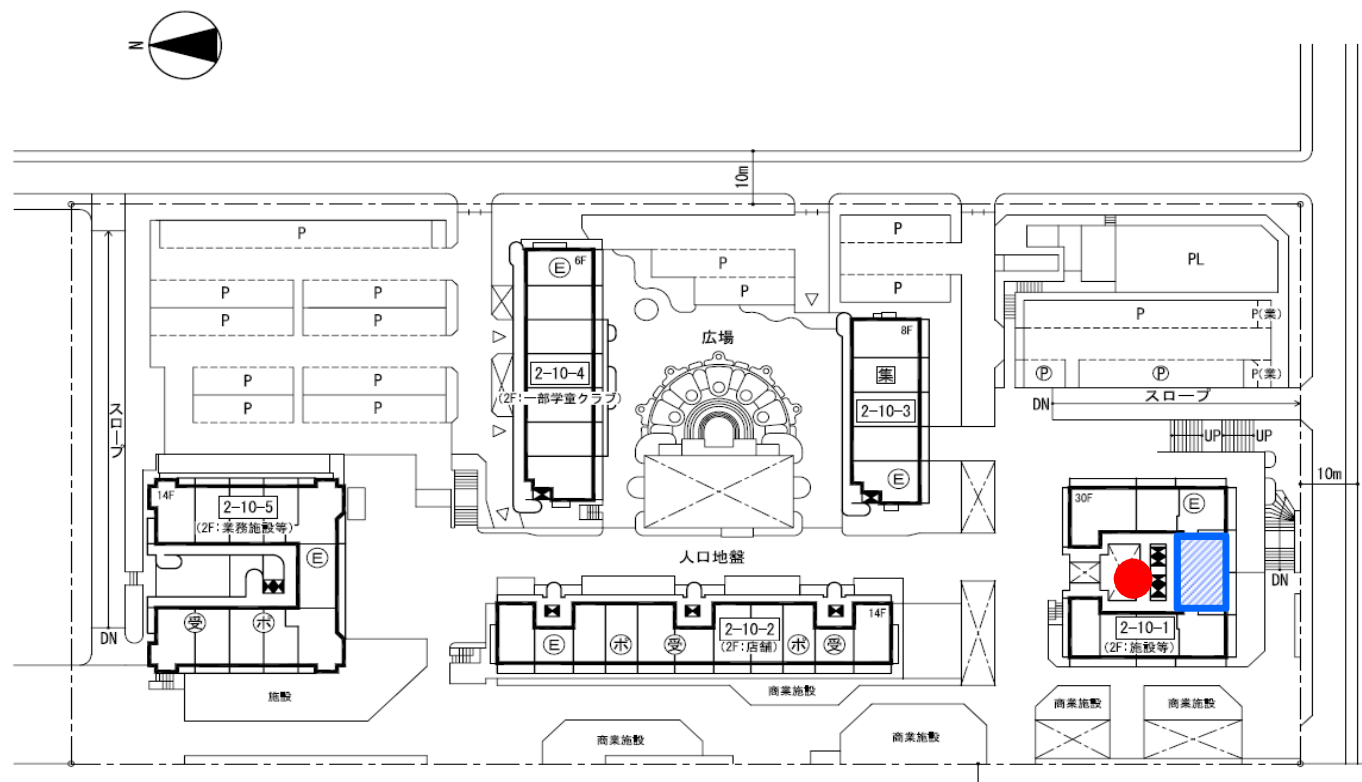 N
10m
P
P
P
P
P
P
P
P
P
スロープ
DN
E
6F
2-10-4
(2F:一部学童クラブ)
P
P
広場
P
P
8F
集
2-10-3
E
PL
P
P(業)
P
P
P(業)
DN
スロープ
UP
UP
10m
14F
2-10-5
(2F:業務施設等)
E
受
ボ
施設
人口地盤
14F
E
ボ
受
2-10-2
(2F:店舗)
ボ
受
商業施設
商業施設
商業施設
30F
E
DN
2-10-1
(2F:施設等)
商業施設
商業施設